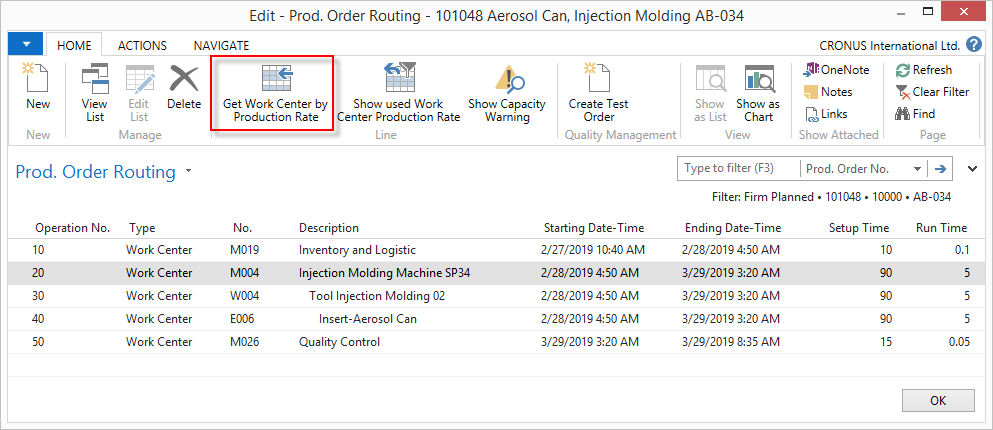 Edit - Prod. Order Routing - 101048 Aerosol Can, Injection Molding AB-034
HOME ACTIONS NAVIGATE CRONUS International Ltd.
New
View List
Edit List
Delete
Get Work Center by Production Rate
Show used Work Center Production Rate
Show Capacity Warning
Create Test Order
Show as List
Show as Chart
OneNote
Notes
Links
Refresh
Clear Filter
Find
New Manage Line Quality Management View Show Attached Page
Prod. Order Routing
Type to filter (F3) Prod. Order No.
Filter: Firm Planned • 101048 • 10000 • AB-034
Operation No. Type No. Description Starting Date-Time Ending Date-Time Setup Time Run Time
10 Work Center M019 Inventory and Logistic 2/27/2019 10:40 AM 2/28/2019 4:50 AM 10 0.1
20 Work Center M004 Injection Molding Machine SP34 2/28/2019 4:50 AM 3/29/2019 3:20 AM 90 5
30 Work Center W004 Tool Injection Molding 02 2/28/2019 4:50 AM 3/29/2019 3:20 AM 90 5
40 Work Center E006 Insert-Aerosol Can 2/28/2019 4:50 AM 3/29/2019 3:20 AM 90 5
50 Work Center M026 Quality Control 3/29/2019 3:20 AM 3/29/2019 8:35 AM 15 0.05
OK